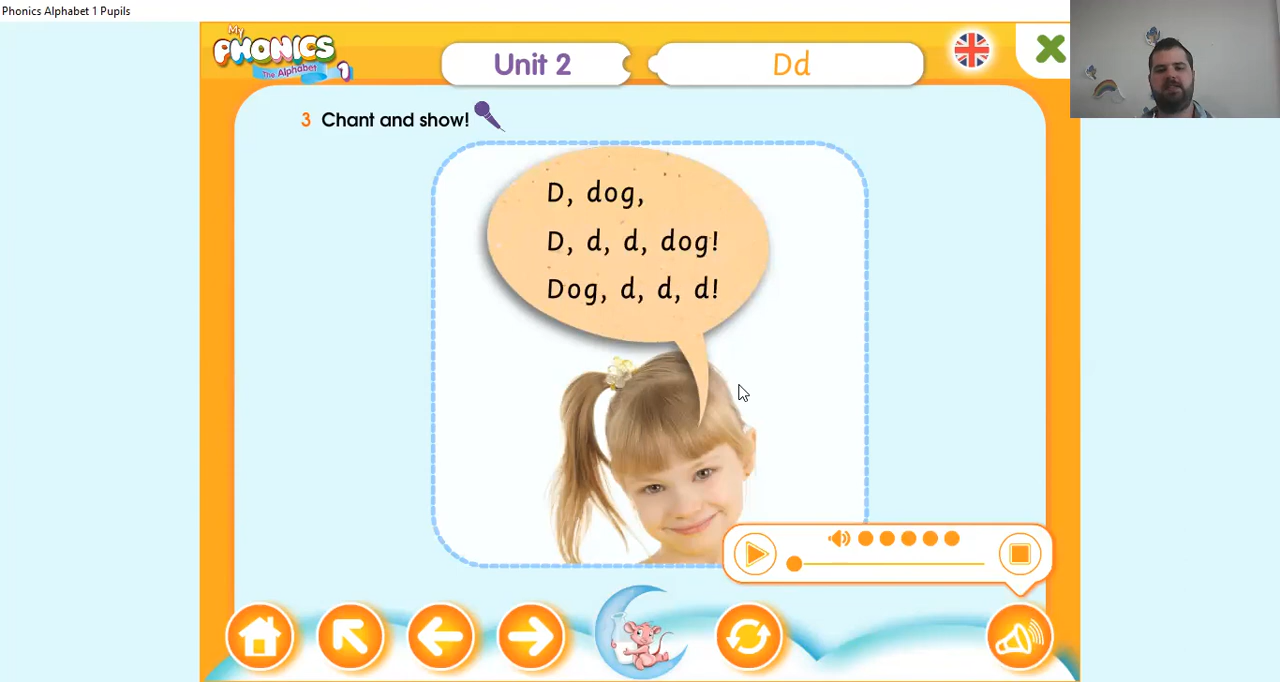 Phonics Alphabet 1 Pupils
My
PHONICS
The Alphabet 1
Unit 2
Dd
3 Chant and show!
D, dog,
D, d, d, dog!
Dog, d, d, d!